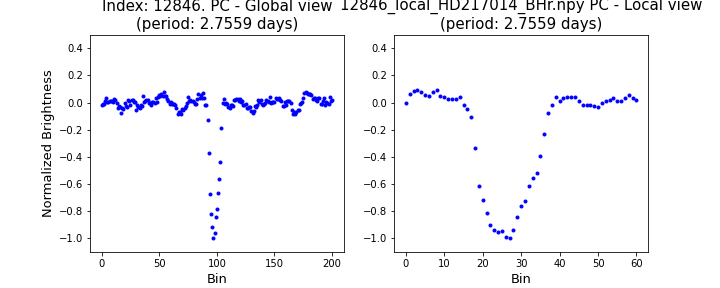 Index: 12846. PC - Global view
(period: 2.7559 days)
12846_local_HD217014_BHr.npy PC - Local view
(period: 2.7559 days)
Normalized Brightness
0.4
0.2
0.0
−0.2
−0.4
−0.6
−0.8
−1.0
0 50 100 150 200
Bin
0.4
0.2
0.0
−0.2
−0.4
−0.6
−0.8
−1.0
0 10 20 30 40 50 60
Bin